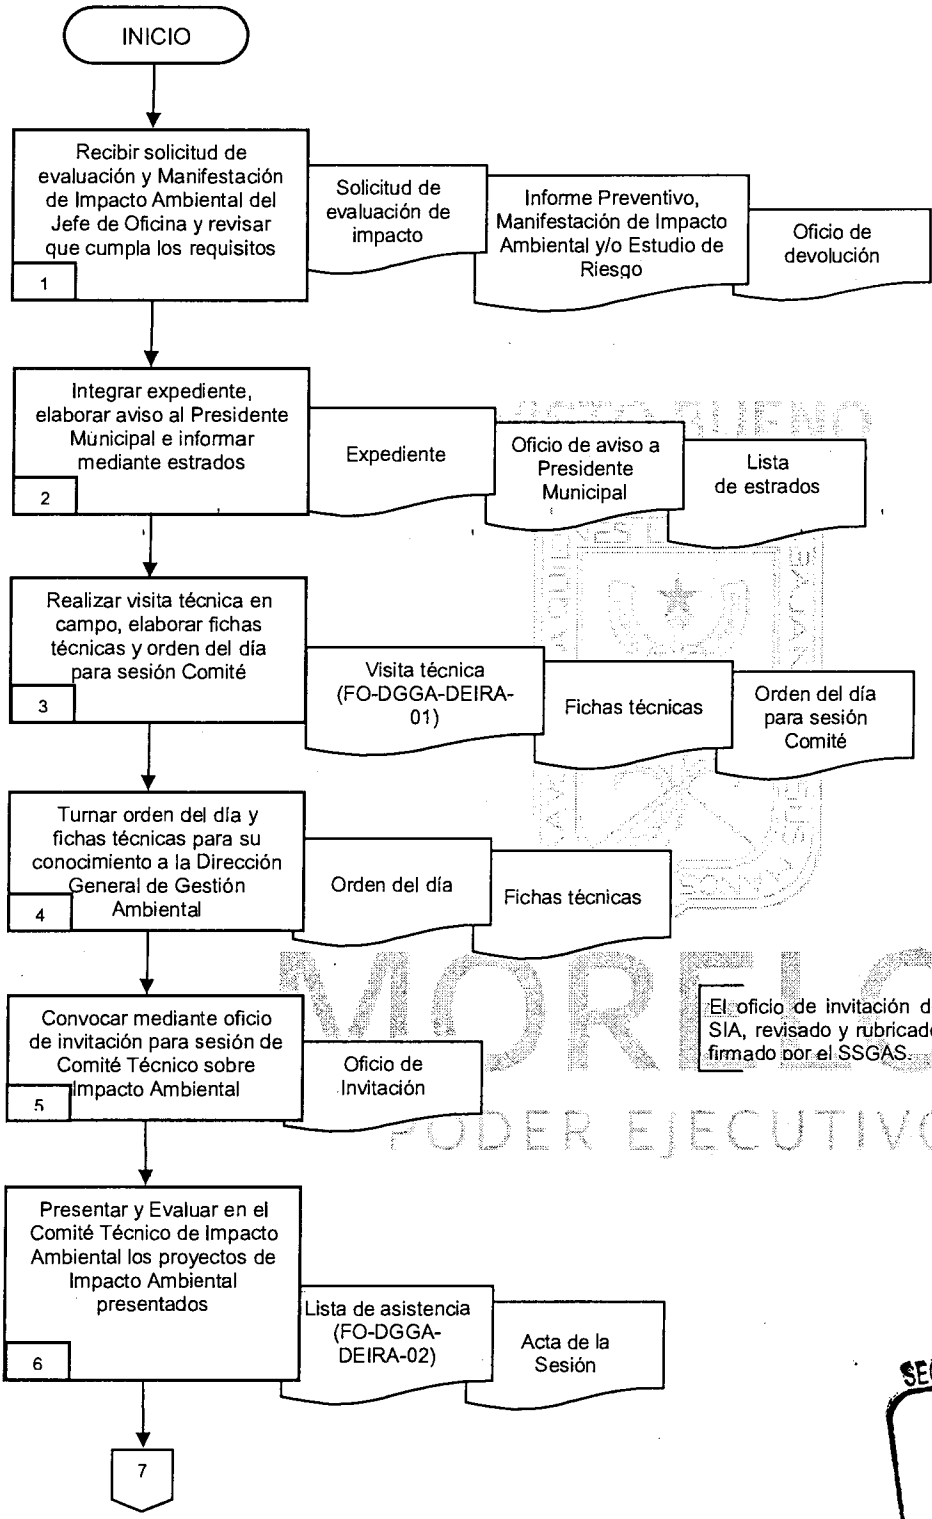 INICIO
Recibir solicitud de
evaluación y Manifestación
de Impacto Ambiental del
Jefe de Oficina y revisar
que cumpla los requisitos
1
Solicitud de
evaluación de
impacto
Informe Preventivo,
Manifestación de Impacto
Ambiental y/o Estudio de
Riesgo
Oficio de
devolución
Integrar expediente,
elaborar aviso al Presidente
Municipal e informar
mediante estrados
2
Expediente
Oficio de aviso a
Presidente
Municipal
Lista
de estrados
Realizar visita técnica en
campo, elaborar fichas
técnicas y orden del día
para sesión Comité
3
Visita técnica
(FO-DGGA-DEIRA-
01)
Fichas técnicas
Orden del día
para sesión
Comité
Turnar orden del día y
fichas técnicas para su
conocimiento a la Dirección
General de Gestión
Ambiental
4
Orden del día
Fichas técnicas
Convocar mediante oficio
de invitación para sesión de
Comité Técnico sobre
Impacto Ambiental
5
Oficio de
Invitación
El oficio de invitación d
SIA, revisado y rubricado
firmado por el SSGAS.
MORELO
PODER EJECUTIVO
Presentar y Evaluar en el
Comité Técnico de Impacto
Ambiental los proyectos de
Impacto Ambiental
presentados
6
Lista de asistencia
(FO-DGGA-
DEIRA-02)
Acta de la
Sesión
7